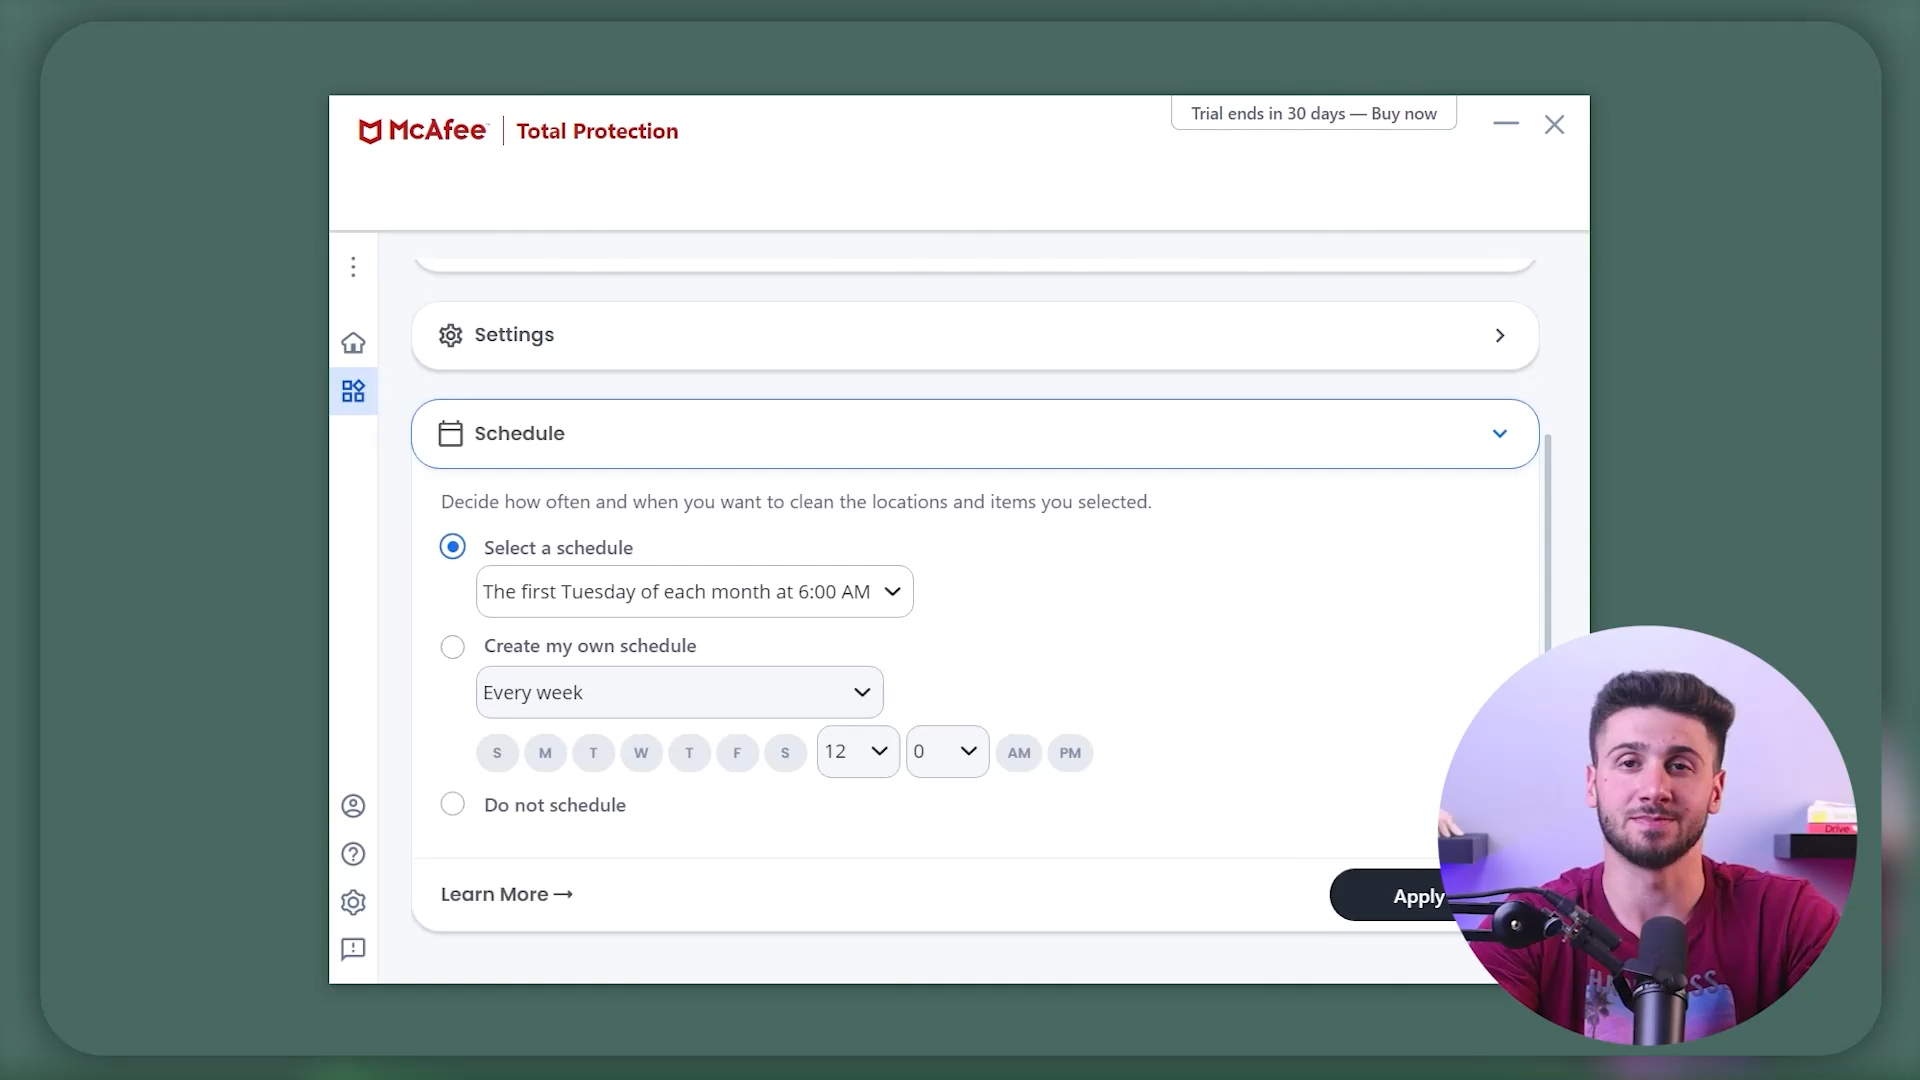 McAfee | Total Protection
Trial ends in 30 days — Buy now
Settings
Schedule
Decide how often and when you want to clean the locations and items you selected.
Select a schedule
The first Tuesday of each month at 6:00 AM
Create my own schedule
Every week
S M T W T F S 12 0 AM PM
Do not schedule
Learn More →
Apply
Drive